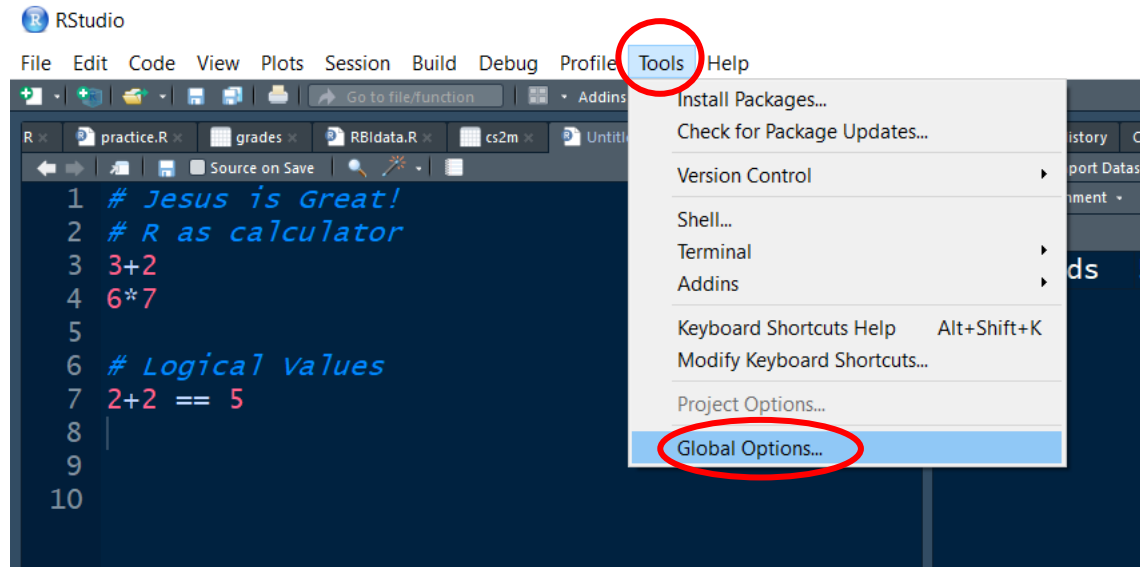 RStudio
File Edit Code View Plots Session Build Debug Profile Tools Help
Go to file/function Addins
R practice.R grades RBIdata.R cs2m Untitle
Source on Save
Install Packages...
Check for Package Updates...
Version Control
Shell...
Terminal
Addins
Keyboard Shortcuts Help Alt+Shift+K
Modify Keyboard Shortcuts...
Project Options...
Global Options...
istory C
port Datas
nment
ds
1 # Jesus is Great!
2 # R as calculator
3 3+2
4 6*7
5
6 # Logical Values
7 2+2 == 5
8
9
10